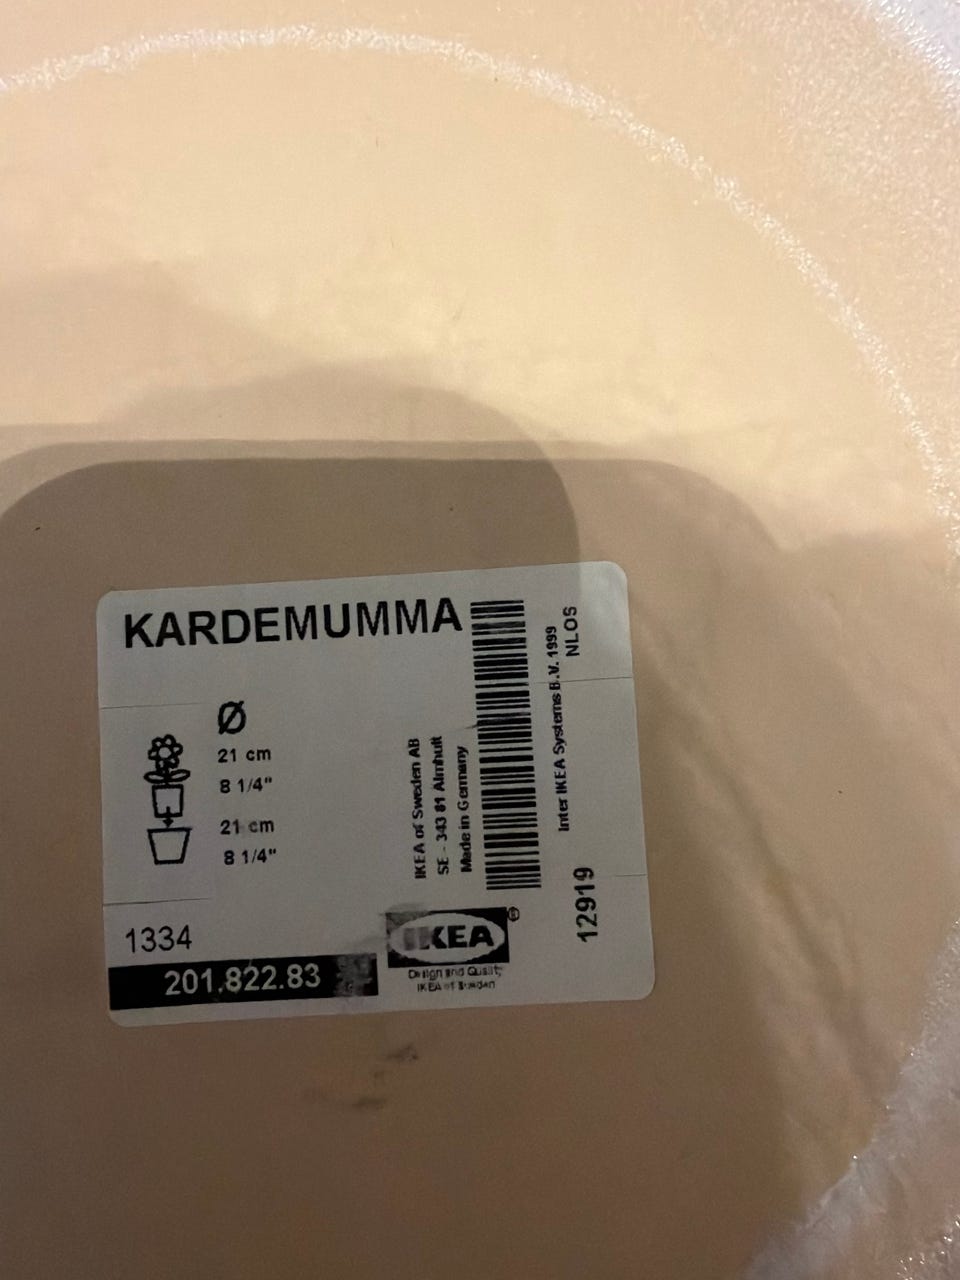 KARDEMUMMA
Ø
21 cm
8 1/4"
21 cm
8 1/4"
1334
201.822.83
IKEA of Sweden AB
SE - 343 81 Älmhult
Made in Germany
Inter IKEA Systems B.V. 1999
NLOS
12919
IKEA®
Design and Quality
IKEA of Sweden